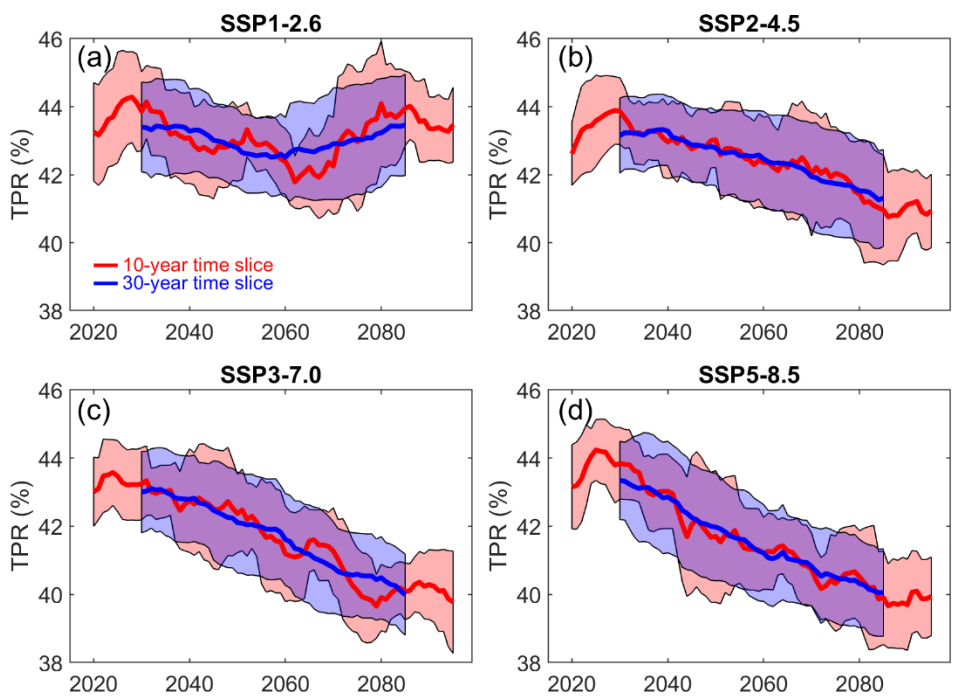 SSP1-2.6
(a)
46
44
42
40
38
TPR (%)
10-year time slice
30-year time slice
2020 2040 2060 2080
SSP2-4.5
(b)
46
44
42
40
38
TPR (%)
2020 2040 2060 2080
SSP3-7.0
(c)
46
44
42
40
38
TPR (%)
2020 2040 2060 2080
SSP5-8.5
(d)
46
44
42
40
38
TPR (%)
2020 2040 2060 2080